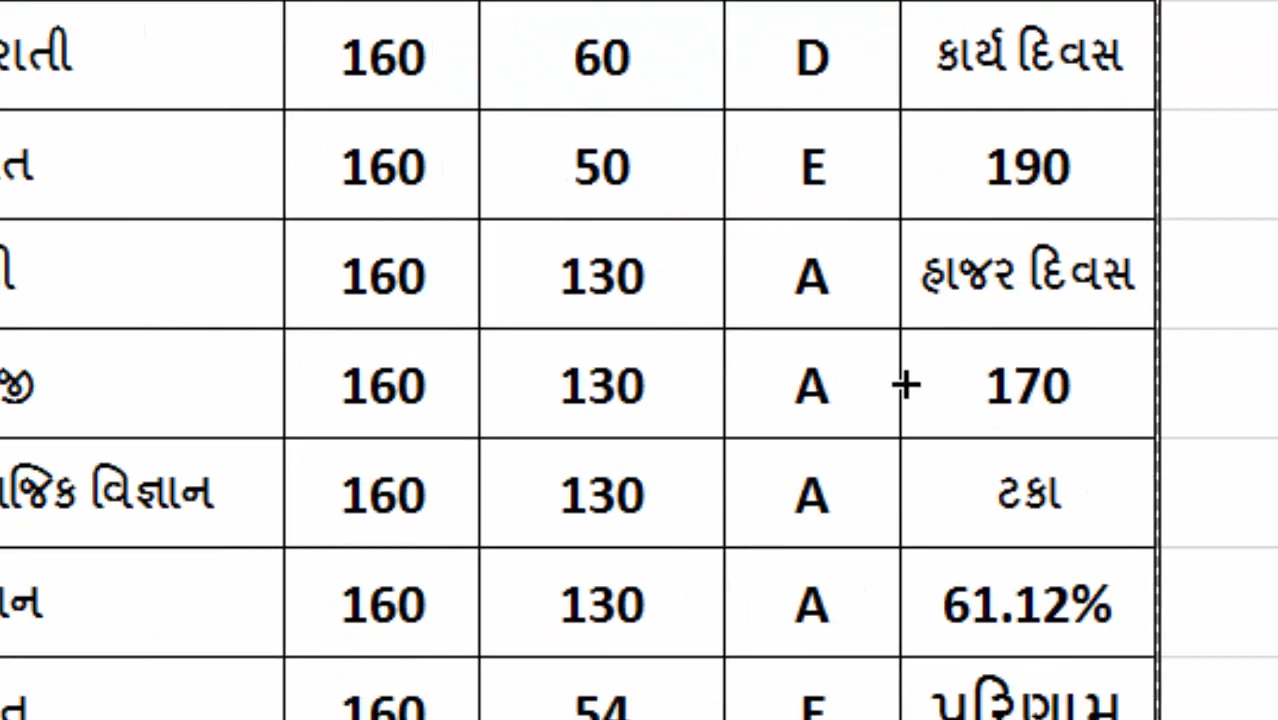 160 60 D કાર્ય દિવસ
160 50 E 190
160 130 A હાજર દિવસ
160 130 A 170
વિજ્ઞાન 160 130 A ટકા
160 130 A 61.12%
160 54 પરિણામ